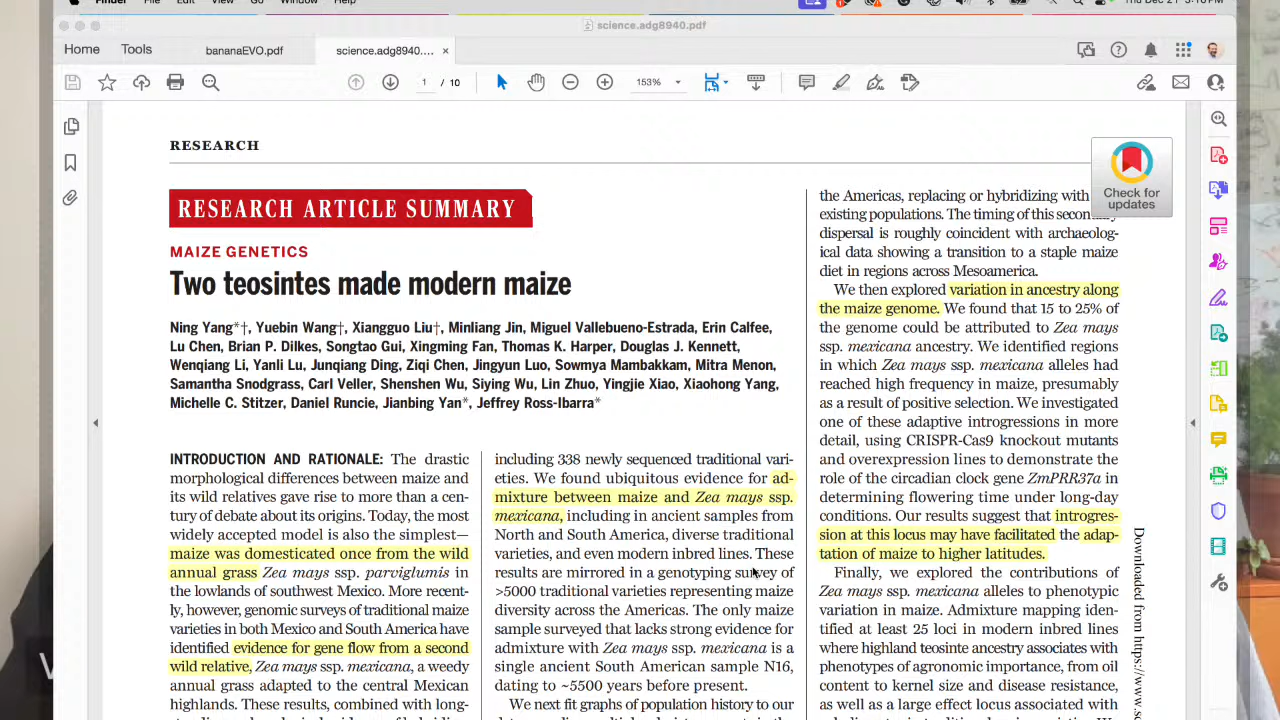 Finder File Edit View Go Window Help Thu Dec 21 3:16 PM
science.adg8940.pdf
Home Tools bananaEVO.pdf science.adg8940.... ×
1 / 10 153%
RESEARCH
RESEARCH ARTICLE SUMMARY
MAIZE GENETICS
Two teosintes made modern maize
Ning Yang*†, Yuebin Wang†, Xiangguo Liu†, Minliang Jin, Miguel Vallebueno-Estrada, Erin Calfee,
Lu Chen, Brian P. Dilkes, Songtao Gui, Xingming Fan, Thomas K. Harper, Douglas J. Kennett,
Wenqiang Li, Yanli Lu, Junqiang Ding, Ziqi Chen, Jingyun Luo, Sowmya Mambakkam, Mitra Menon,
Samantha Snodgrass, Carl Veller, Shenshen Wu, Siying Wu, Lin Zhuo, Yingjie Xiao, Xiaohong Yang,
Michelle C. Stitzer, Daniel Runcie, Jianbing Yan*, Jeffrey Ross-Ibarra*
INTRODUCTION AND RATIONALE: The drastic
morphological differences between maize and
its wild relatives gave rise to more than a cen-
tury of debate about its origins. Today, the most
widely accepted model is also the simplest—
maize was domesticated once from the wild
annual grass Zea mays ssp. parviglumis in
the lowlands of southwest Mexico. More recent-
ly, however, genomic surveys of traditional maize
varieties in both Mexico and South America have
identified evidence for gene flow from a second
wild relative, Zea mays ssp. mexicana, a weedy
annual grass adapted to the central Mexican
highlands. These results, combined with long-
including 338 newly sequenced traditional vari-
eties. We found ubiquitous evidence for ad-
mixture between maize and Zea mays ssp.
mexicana, including in ancient samples from
North and South America, diverse traditional
varieties, and even modern inbred lines. These
results are mirrored in a genotyping survey of
>5000 traditional varieties representing maize
diversity across the Americas. The only maize
sample surveyed that lacks strong evidence for
admixture with Zea mays ssp. mexicana is a
single ancient South American sample N16,
dating to ~5500 years before present.
We next fit graphs of population history to our
the Americas, replacing or hybridizing with
existing populations. The timing of this secondary
dispersal is roughly coincident with archaeolog-
ical data showing a transition to a staple maize
diet in regions across Mesoamerica.
We then explored variation in ancestry along
the maize genome. We found that 15 to 25% of
the genome could be attributed to Zea mays
ssp. mexicana ancestry. We identified regions
in which Zea mays ssp. mexicana alleles had
reached high frequency in maize, presumably
as a result of positive selection. We investigated
one of these adaptive introgressions in more
detail, using CRISPR-Cas9 knockout mutants
and overexpression lines to demonstrate the
role of the circadian clock gene ZmPRR37a in
determining flowering time under long-day
conditions. Our results suggest that introgres-
sion at this locus may have facilitated the adap-
tation of maize to higher latitudes.
Finally, we explored the contributions of
Zea mays ssp. mexicana alleles to phenotypic
variation in maize. Admixture mapping iden-
tified at least 25 loci in modern inbred lines
where highland teosinte ancestry associates with
phenotypes of agronomic importance, from oil
content to kernel size and disease resistance,
as well as a large effect locus associated with
Check for
updates
Downloaded from https://www.sc